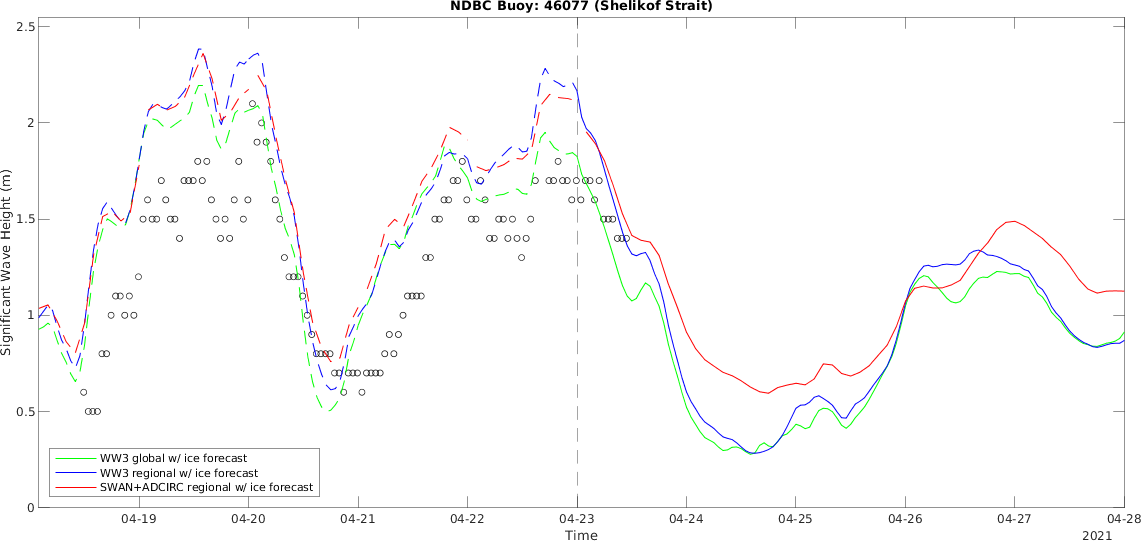 NDBC Buoy: 46077 (Shelikof Strait)
2.5
2
1.5
1
0.5
0
Significant Wave Height (m)
WW3 global w/ ice forecast
WW3 regional w/ ice forecast
SWAN+ADCIRC regional w/ ice forecast
04-19 04-20 04-21 04-22 04-23 04-24 04-25 04-26 04-27 04-28
Time
2021